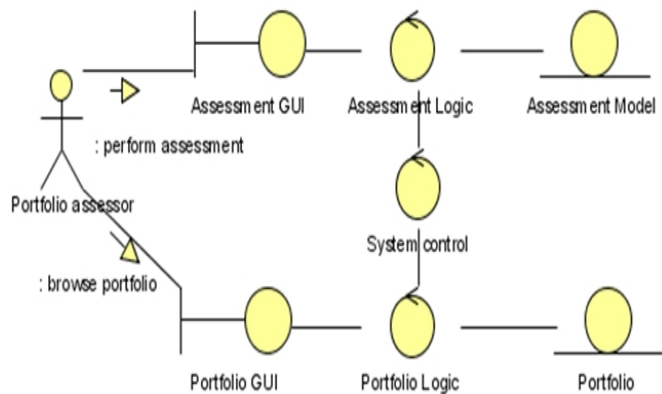 Assessment GUI
Assessment Logic
Assessment Model
: perform assessment
Portfolio assessor
System control
: browse portfolio
Portfolio GUI
Portfolio Logic
Portfolio